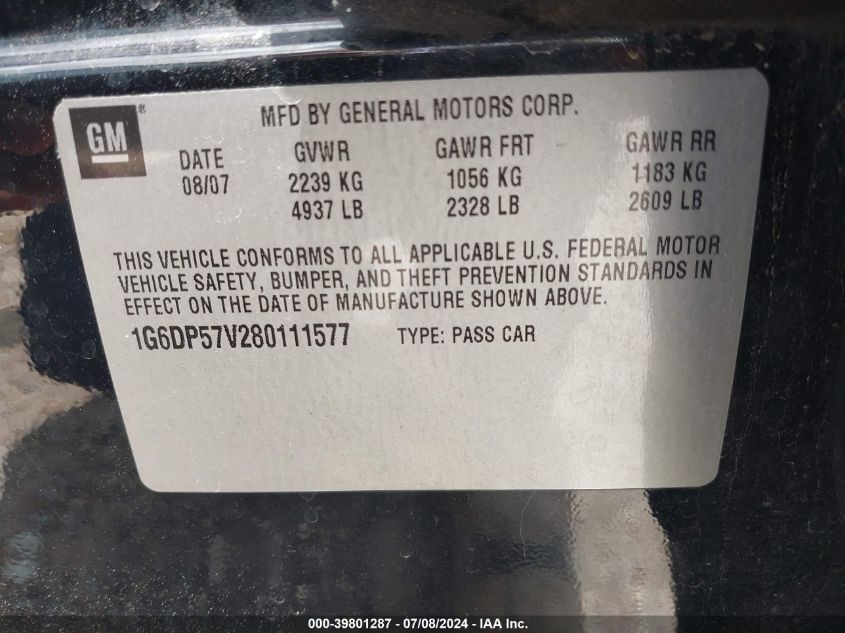 GM®
MFD BY GENERAL MOTORS CORP.
DATE GVWR GAWR FRT GAWR RR
08/07 2239 KG 1056 KG 1183 KG
4937 LB 2328 LB 2609 LB
THIS VEHICLE CONFORMS TO ALL APPLICABLE U.S. FEDERAL MOTOR
VEHICLE SAFETY, BUMPER, AND THEFT PREVENTION STANDARDS IN
EFFECT ON THE DATE OF MANUFACTURE SHOWN ABOVE.
1G6DP57V280111577 TYPE: PASS CAR
000-39801287 - 07/08/2024 - IAA Inc.